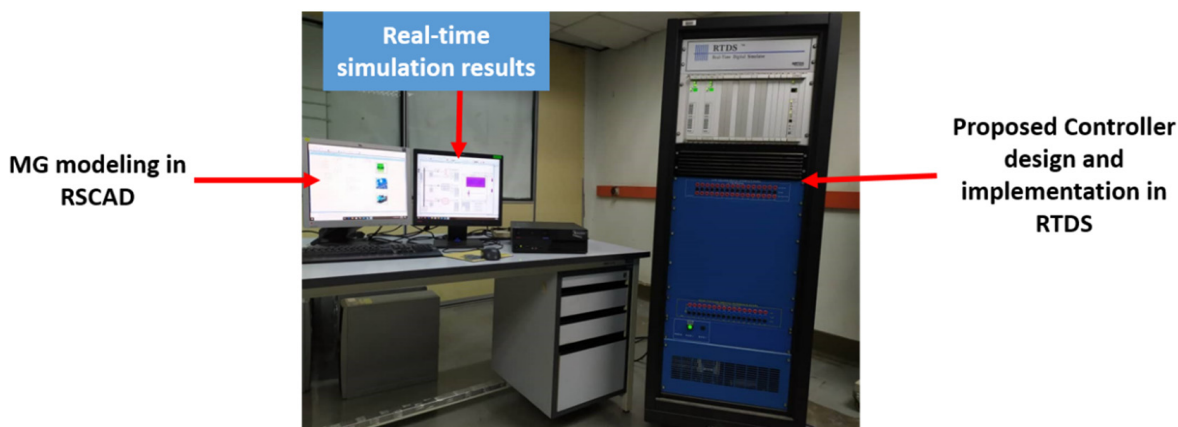 Real-time
simulation results
MG modeling in
RSCAD
RTDS
Proposed Controller
design and
implementation in
RTDS